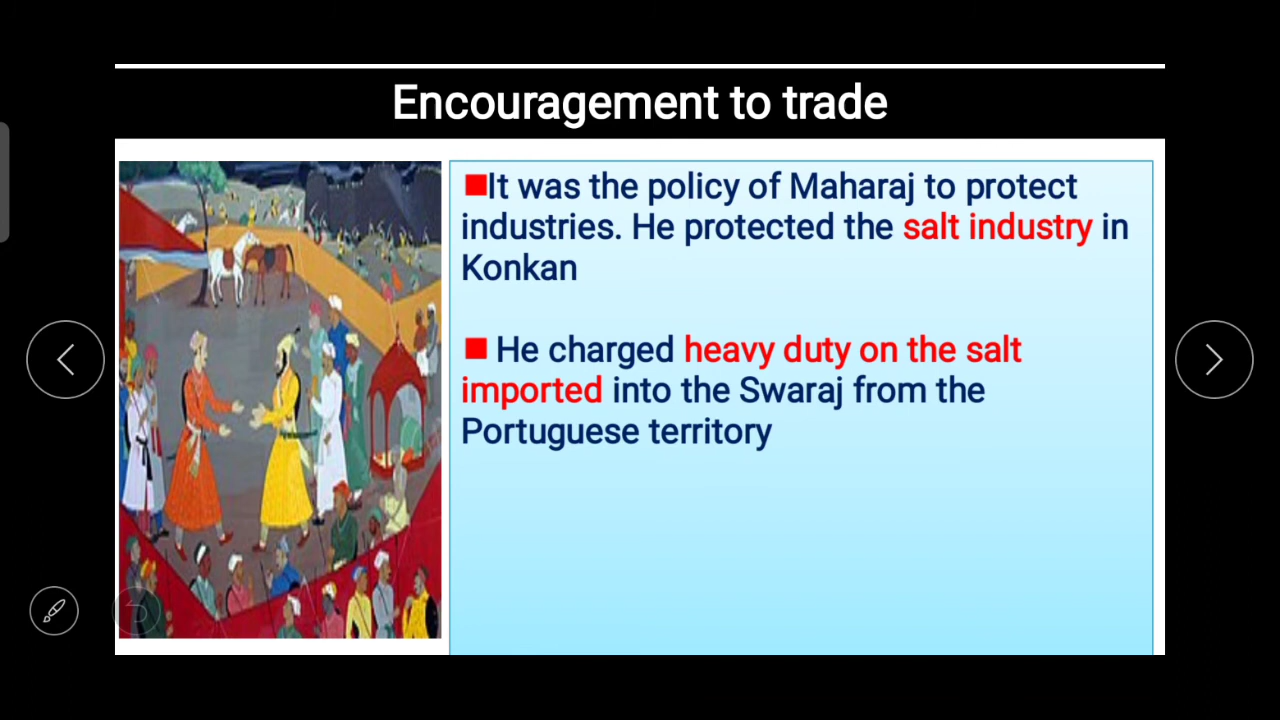 Encouragement to trade
It was the policy of Maharaj to protect
industries. He protected the salt industry in
Konkan
He charged heavy duty on the salt
imported into the Swaraj from the
Portuguese territory